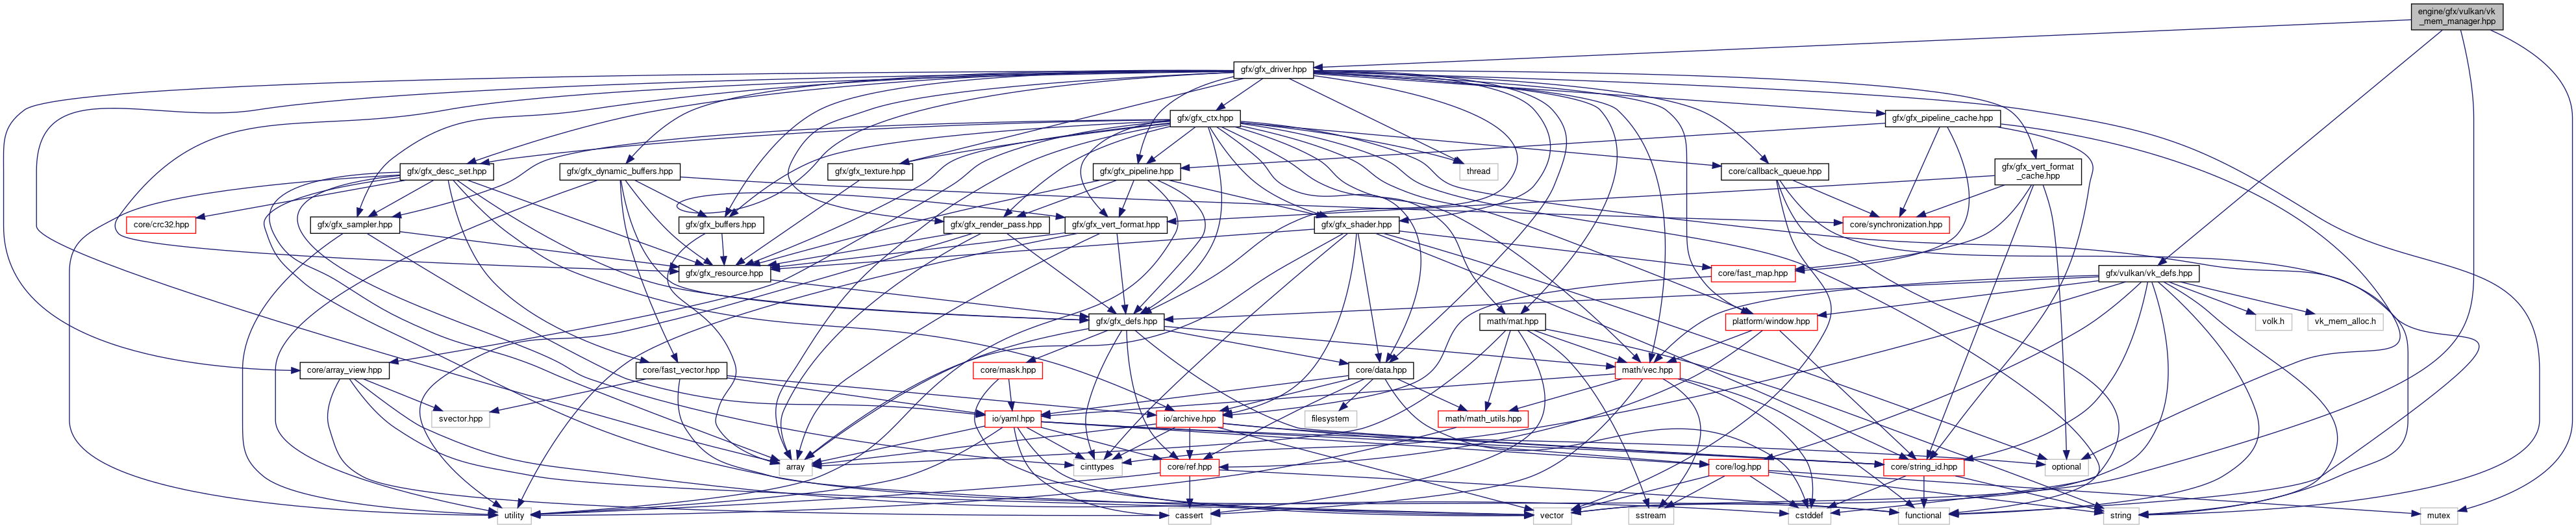 engine/gfx/vulkan/vk
_mem_manager.hpp
gfx/gfx_driver.hpp
gfx/gfx_ctx.hpp
gfx/gfx_pipeline_cache.hpp
gfx/gfx_desc_set.hpp
gfx/gfx_dynamic_buffers.hpp
gfx/gfx_texture.hpp
gfx/gfx_pipeline.hpp
thread
core/callback_queue.hpp
gfx/gfx_vert_format
_cache.hpp
core/crc32.hpp
gfx/gfx_sampler.hpp
gfx/gfx_buffers.hpp
gfx/gfx_render_pass.hpp
gfx/gfx_vert_format.hpp
gfx/gfx_shader.hpp
core/synchronization.hpp
gfx/gfx_resource.hpp
core/fast_map.hpp
gfx/vulkan/vk_defs.hpp
gfx/gfx_defs.hpp
math/mat.hpp
platform/window.hpp
volk.h
vk_mem_alloc.h
core/array_view.hpp
core/fast_vector.hpp
core/mask.hpp
core/data.hpp
math/vec.hpp
svector.hpp
io/yaml.hpp
io/archive.hpp
filesystem
math/math_utils.hpp
array
cinttypes
core/ref.hpp
core/log.hpp
core/string_id.hpp
optional
utility
cassert
vector
sstream
cstddef
functional
string
mutex